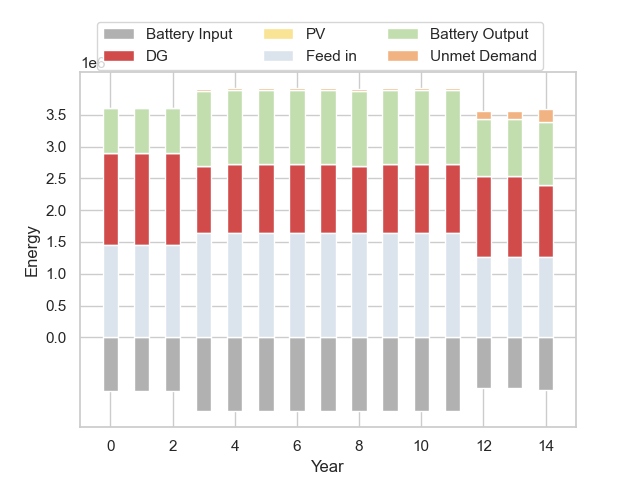 Battery Input PV Battery Output
DG Feed in Unmet Demand
1e6
3.5
3.0
2.5
2.0
1.5
1.0
0.5
0.0
Energy
0 2 4 6 8 10 12 14
Year